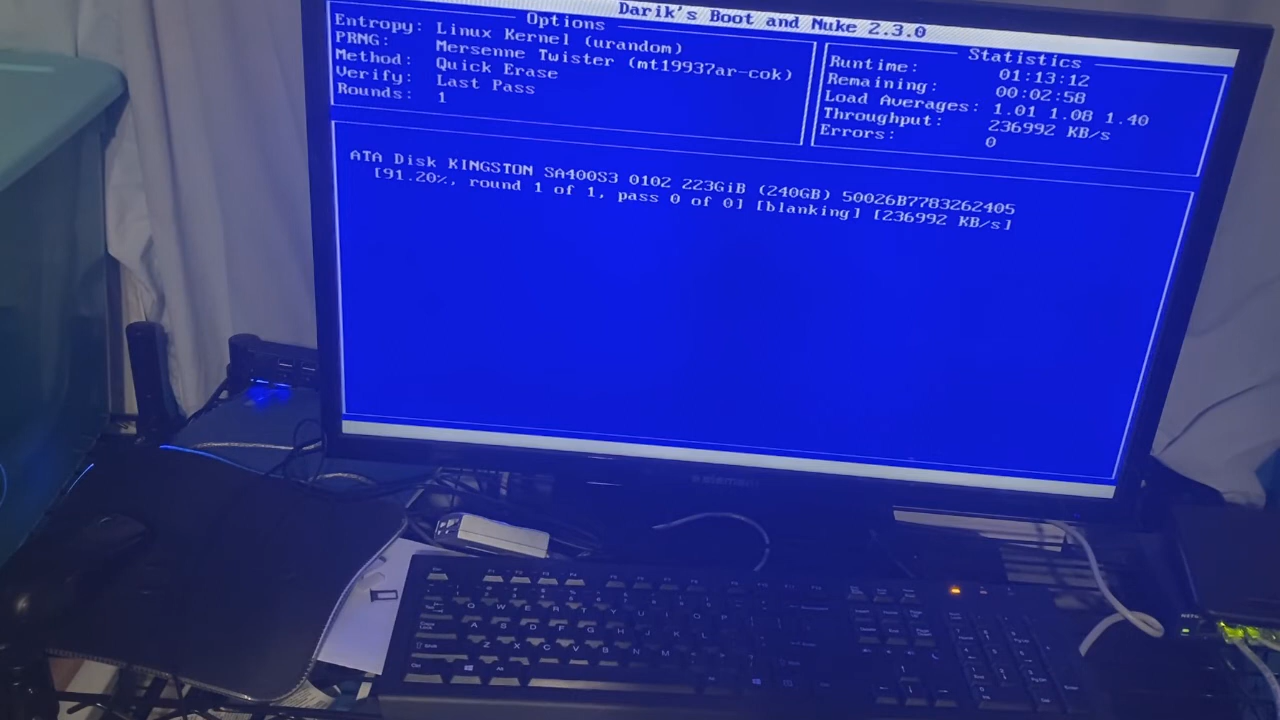 Darik's Boot and Nuke 2.3.0
Options
Entropy: Linux Kernel (urandom)
PRNG: Mersenne Twister (mt19937ar-cok)
Method: Quick Erase
Verify: Last Pass
Rounds: 1
Statistics
Runtime: 01:13:12
Remaining: 00:02:58
Load Averages: 1.01 1.08 1.40
Throughput: 236992 KB/s
Errors: 0
ATA Disk KINGSTON SA400S3 0102 223GiB (240GB) 50026B7783262405
[91.20%, round 1 of 1, pass 0 of 0] [blanking] [236992 KB/s]
Q W E R T Y U
A S D F G H J K L
Z X C V B N M